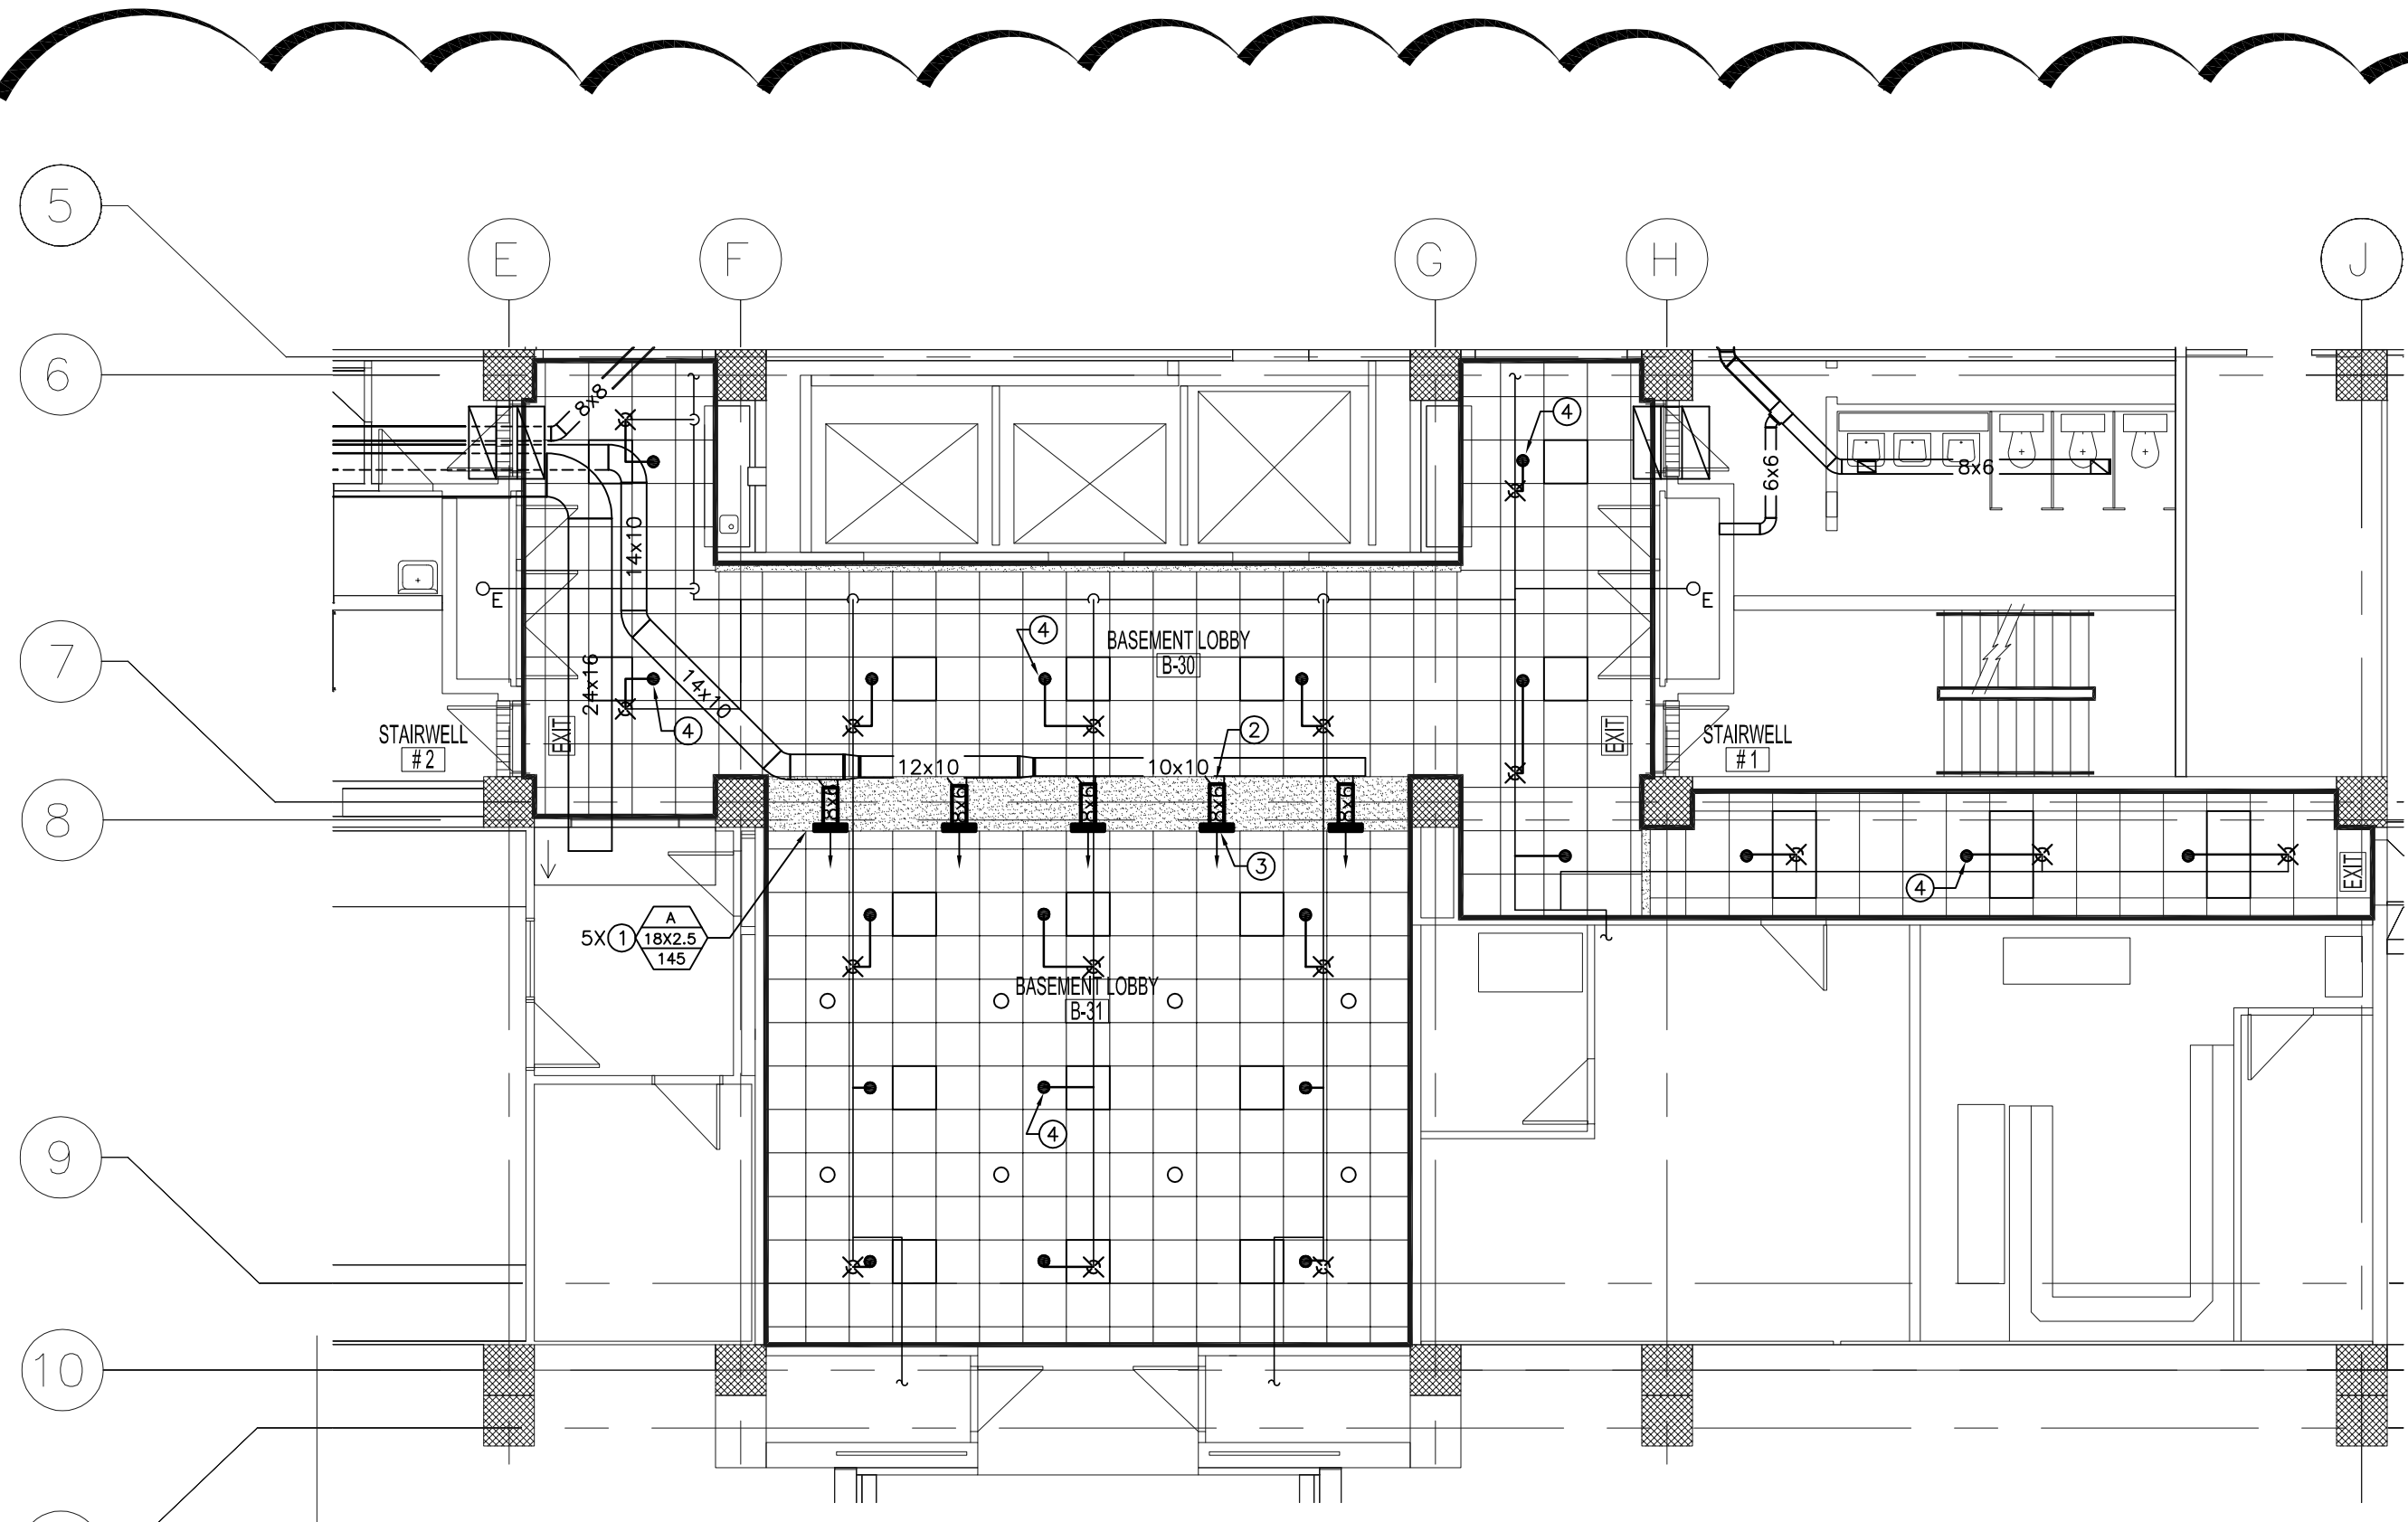 5
E
F
G
H
J
6
8x8
4
8x6
6x6
14x10
E
E
7
4
BASEMENT LOBBY
B-30
24x16
14x10
4
2
EXIT
EXIT
STAIRWELL
#2
STAIRWELL
#1
12x10
10x10
8
8x6
8x6
8x6
8x6
8x6
3
4
EXIT
5X
1
A
18X2.5
145
BASEMENT LOBBY
B-31
4
9
10